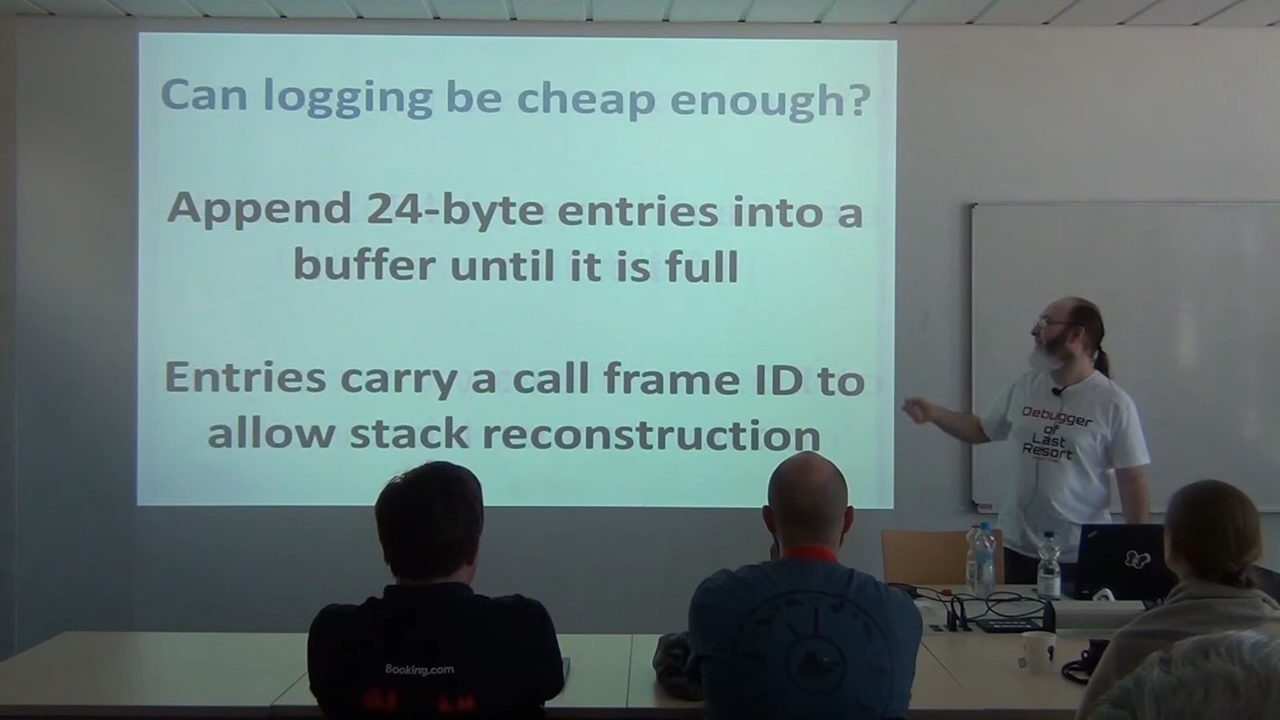 Can logging be cheap enough?
Append 24-byte entries into a
buffer until it is full
Entries carry a call frame ID to
allow stack reconstruction
Debugger
of
Last
Resort
Booking.com